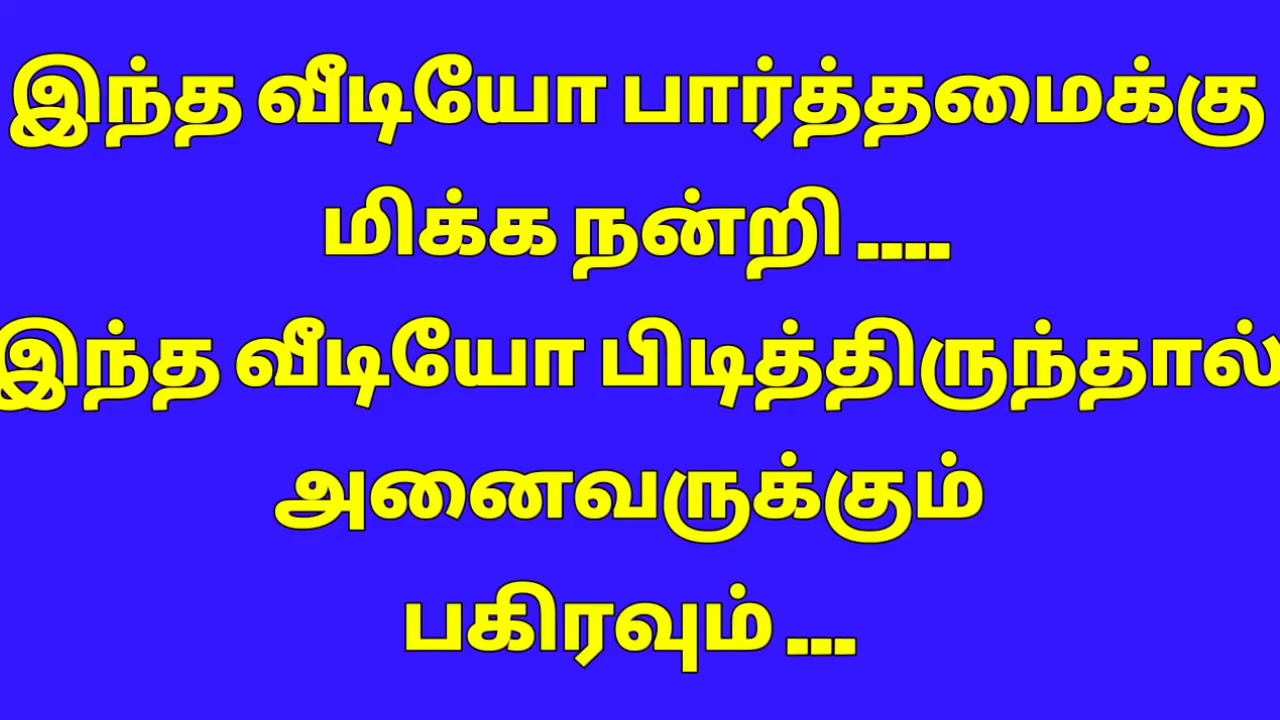 இந்த வீடியோ பார்த்தமைக்கு
மிக்க நன்றி ....
இந்த வீடியோ பிடித்திருந்தால்
அனைவருக்கும்
பகிரவும் ...